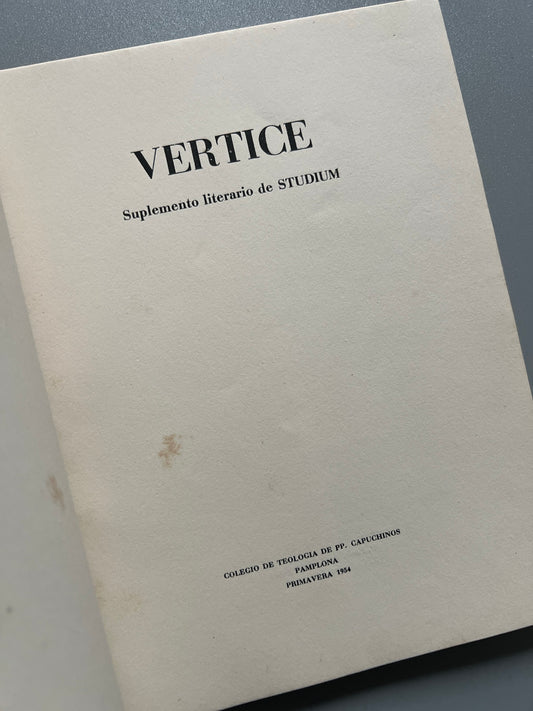 VERTICE
Suplemento literario de STUDIUM
COLEGIO DE TEOLOGIA DE PP. CAPUCHINOS
PAMPLONA
PRIMAVERA 1954